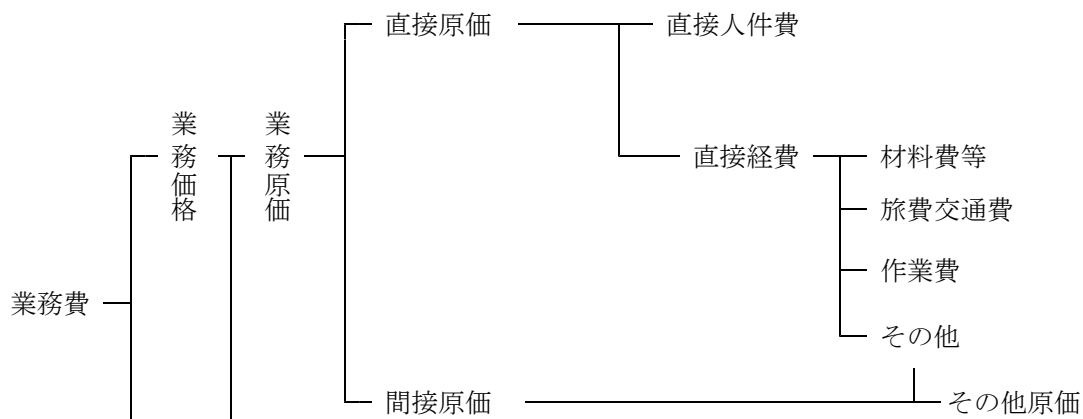 直接原価
直接人件費
業務価格
業務原価
直接経費
材料費等
旅費交通費
作業費
業務費
その他
間接原価
その他原価